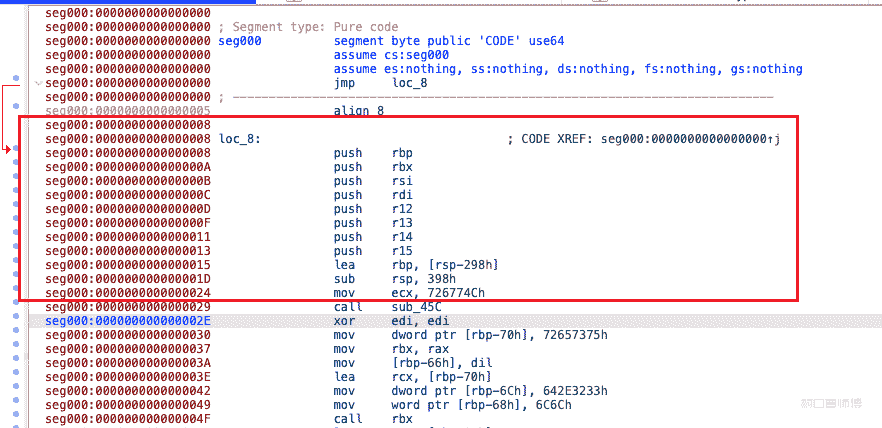 seg000:0000000000000000
seg000:0000000000000000 ; Segment type: Pure code
seg000:0000000000000000 seg000 segment byte public 'CODE' use64
seg000:0000000000000000 assume cs:seg000
seg000:0000000000000000 assume es:nothing, ss:nothing, ds:nothing, fs:nothing, gs:nothing
seg000:0000000000000000 jmp loc_8
seg000:0000000000000000 ; ---------------------------------------------------------------------------
seg000:0000000000000005 align 8
seg000:0000000000000008
seg000:0000000000000008 loc_8: ; CODE XREF: seg000:0000000000000000↑j
seg000:0000000000000008 push rbp
seg000:000000000000000A push rbx
seg000:000000000000000B push rsi
seg000:000000000000000C push rdi
seg000:000000000000000D push r12
seg000:000000000000000F push r13
seg000:0000000000000011 push r14
seg000:0000000000000013 push r15
seg000:0000000000000015 lea rbp, [rsp-298h]
seg000:000000000000001D sub rsp, 398h
seg000:0000000000000024 mov ecx, 726774Ch
seg000:0000000000000029 call sub_45C
seg000:000000000000002E xor edi, edi
seg000:0000000000000030 mov dword ptr [rbp-70h], 72657375h
seg000:0000000000000037 mov rbx, rax
seg000:000000000000003A mov [rbp-66h], dil
seg000:000000000000003E lea rcx, [rbp-70h]
seg000:0000000000000042 mov dword ptr [rbp-6Ch], 642E3233h
seg000:0000000000000049 mov word ptr [rbp-68h], 6C6Ch
seg000:000000000000004F call rbx